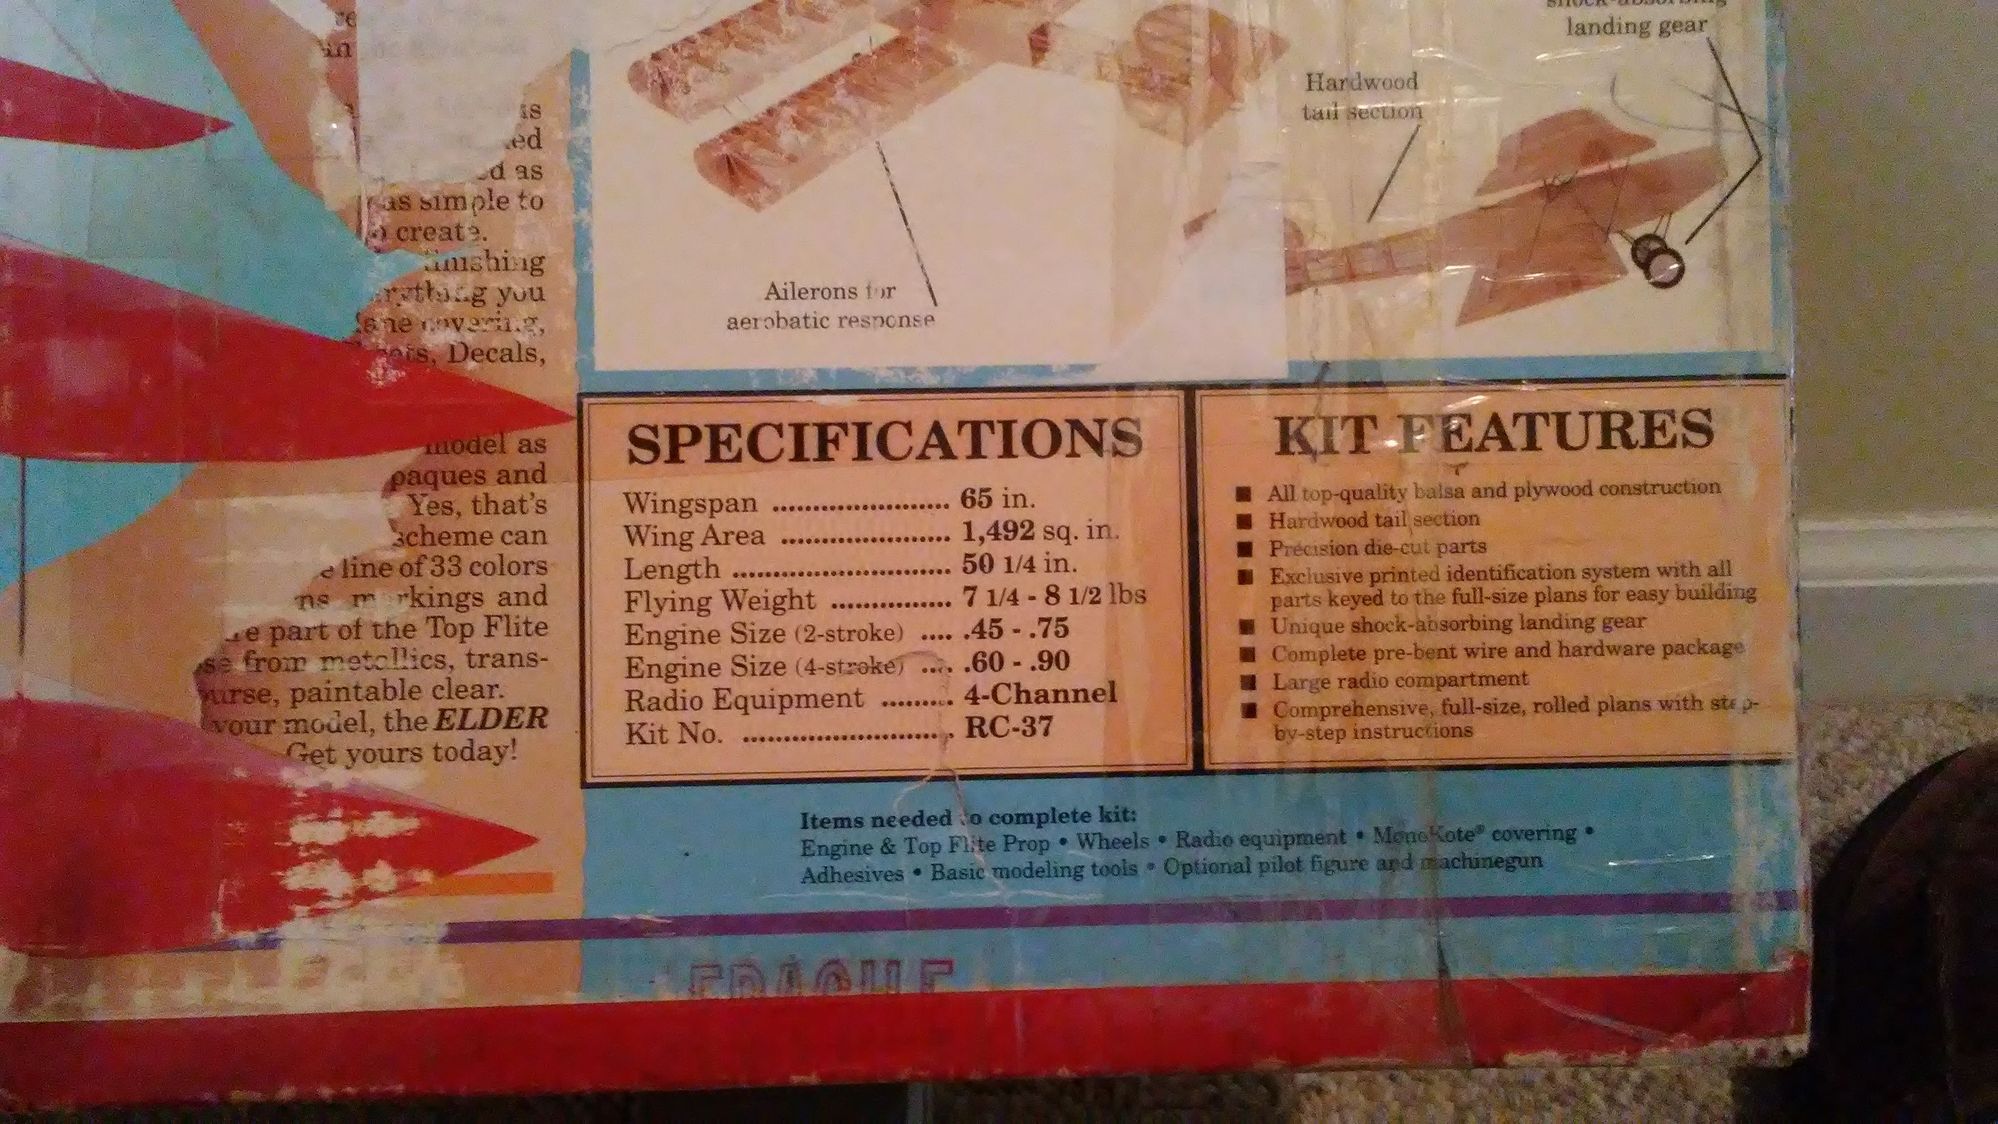 as
as
simple to
create.
finishing
you
covering,
Decals,
model as
and
Yes, that's
scheme can
line of 33 colors
markings and
part of the Top Flite
from metallics, trans-
paintable clear.
your model, the ELDER
Get yours today!
shock-absorbing
landing gear
Hardwood
tail section
Ailerons for
aerobatic response
SPECIFICATIONS
Wingspan ...................... 65 in.
Wing Area ..................... 1,492 sq. in.
Length ........................... 50 1/4 in.
Flying Weight ............... 7 1/4 - 8 1/2 lbs
Engine Size (2-stroke) .... .45 - .75
Engine Size (4-stroke) .... .60 - .90
Radio Equipment ......... 4-Channel
Kit No. .......................... RC-37
KIT FEATURES
■ All top-quality balsa and plywood construction
■ Hardwood tail section
■ Precision die-cut parts
■ Exclusive printed identification system with all
parts keyed to the full-size plans for easy building
■ Unique shock-absorbing landing gear
■ Complete pre-bent wire and hardware package
■ Large radio compartment
■ Comprehensive, full-size, rolled plans with step-
by-step instructions
Items needed to complete kit:
Engine & Top Flite Prop • Wheels • Radio equipment • MonoKote® covering •
Adhesives • Basic modeling tools • Optional pilot figure and machinegun
FRAGILE